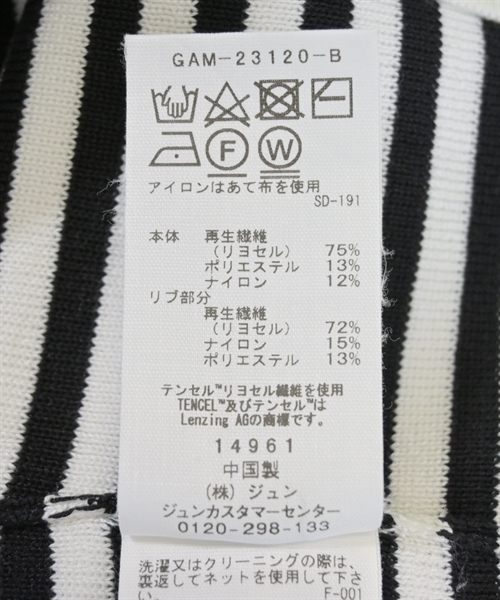 GAM-23120-B
F W
アイロンはあて布を使用
SD-191
本体 再生繊維
(リヨセル) 75%
ポリエステル 13%
ナイロン 12%
リブ部分
再生繊維
(リヨセル) 72%
ナイロン 15%
ポリエステル 13%
テンセル™リヨセル繊維を使用
TENCEL™及びテンセル™は
Lenzing AGの商標です。
14961
中国製
(株) ジュン
ジュンカスタマーセンター
0120-298-133
洗濯又はクリーニングの際は、
裏返してネットを使用して下さ
い。 F-001